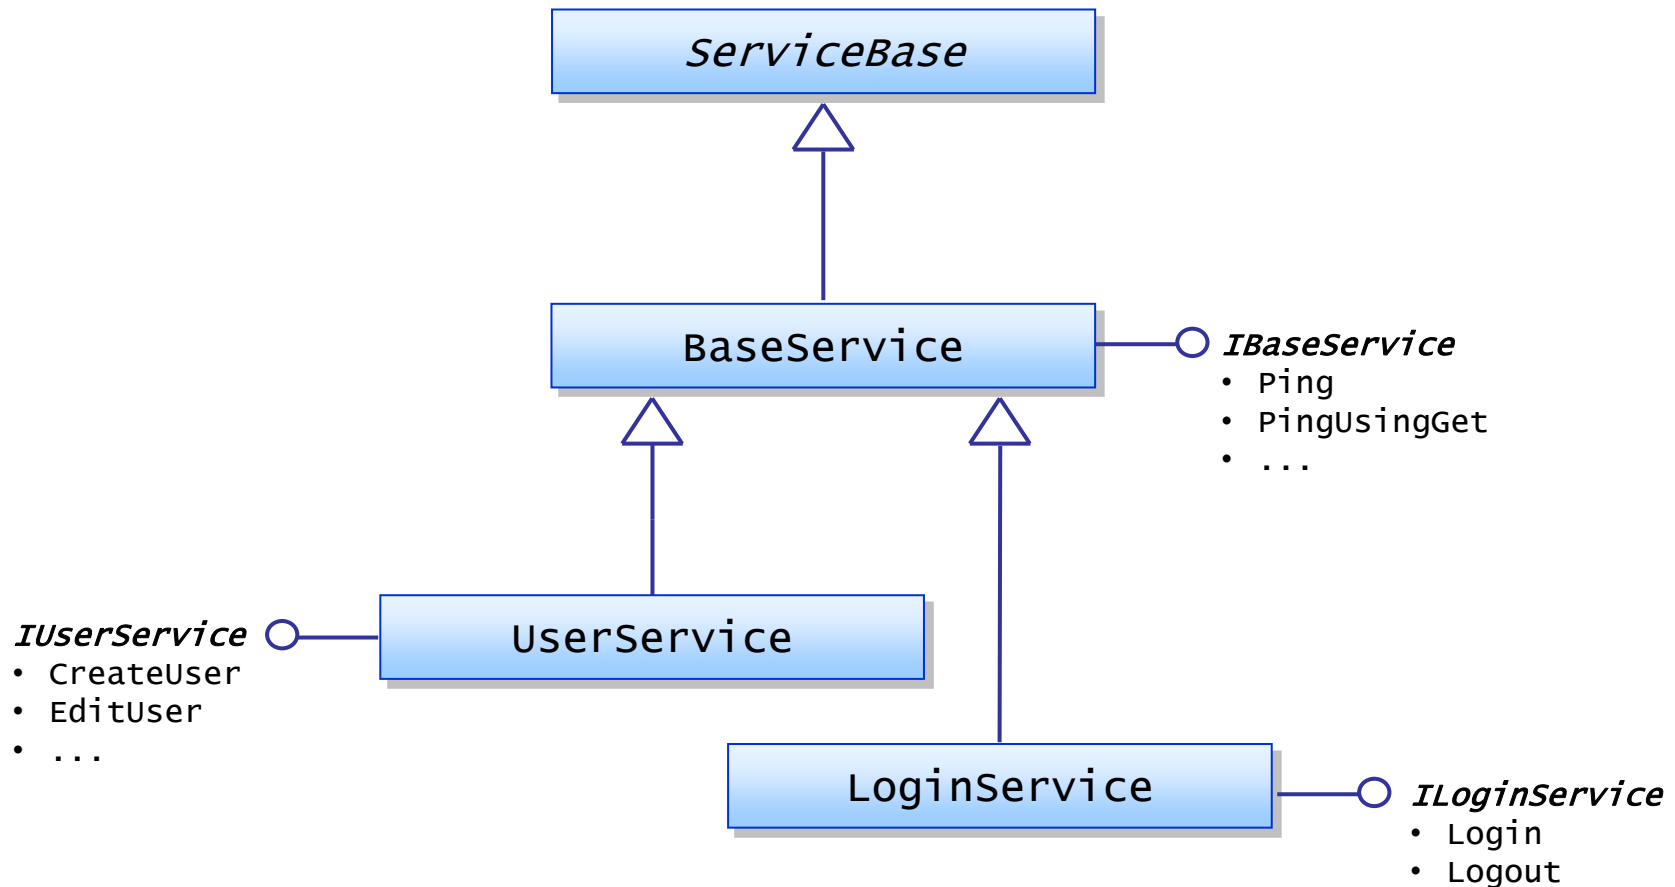 ServiceBase
BaseService
IBaseService
• Ping
• PingUsingGet
• ...
UserService
IUserService
• CreateUser
• EditUser
• ...
LoginService
ILoginService
• Login
• Logout